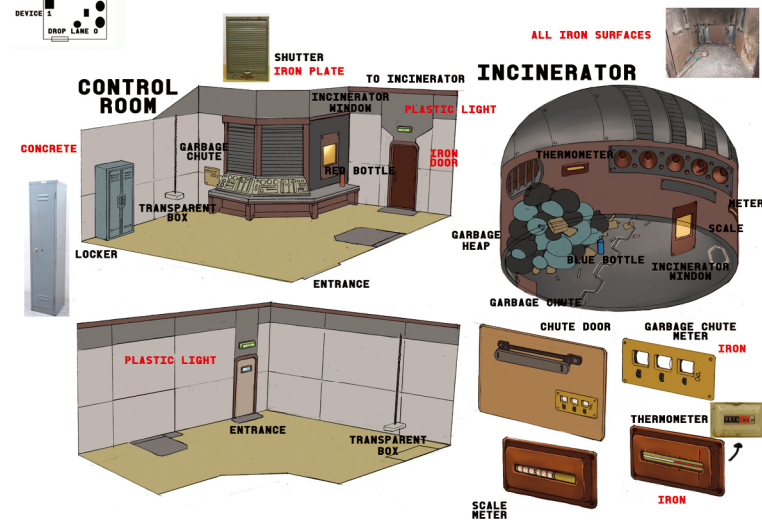 DEVICE 1
DROP LANE O
SHUTTER
IRON PLATE
ALL IRON SURFACES
CONTROL
ROOM
TO INCINERATOR
INCINERATOR
INCINERATOR
WINDOW
PLASTIC LIGHT
CONCRETE
GARBAGE
CHUTE
IRON
DOOR
RED BOTTLE
THERMOMETER
TRANSPARENT
BOX
METER
SCALE
GARBAGE
HEAP
LOCKER
BLUE BOTTLE
INCINERATOR
WINDOW
ENTRANCE
GARBAGE CHUTE
CHUTE DOOR
GARBAGE CHUTE
METER
IRON
PLASTIC LIGHT
ENTRANCE
TRANSPARENT
BOX
THERMOMETER
SCALE
METER
IRON